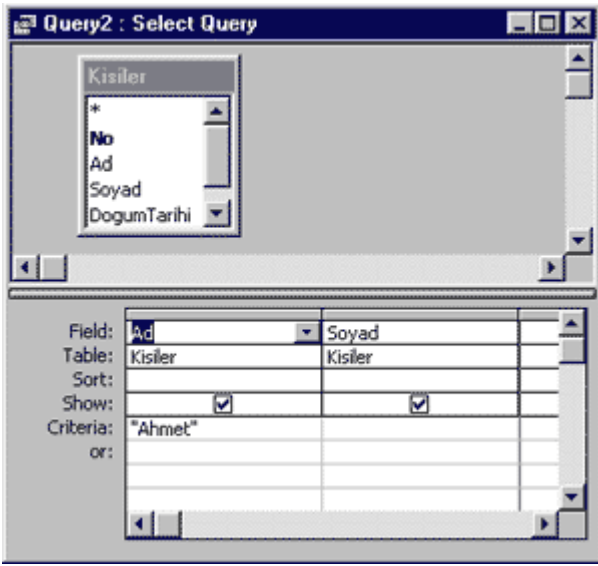 Query2 : Select Query
Kisiler
*
No
Ad
Soyad
DogumTarihi
Field: Ad Soyad
Table: Kisiler Kisiler
Sort:
Show:
Criteria: "Ahmet"
or: